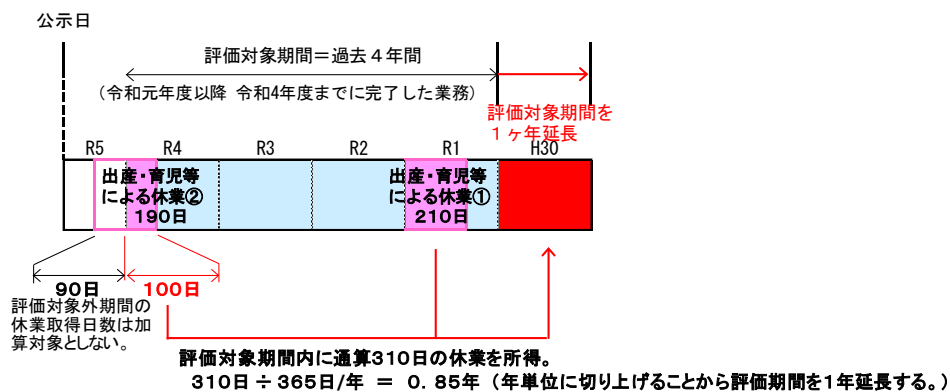 公示日
評価対象期間＝過去４年間
（令和元年度以降 令和4年度までに完了した業務）
評価対象期間を
１ヶ年延長
R5 R4 R3 R2 R1 H30
出産・育児等
による休業②
190日
出産・育児等
による休業①
210日
90日
評価対象外期間の
休業取得日数は加
算対象としない。
100日
評価対象期間内に通算310日の休業を所得。
310日 ÷ 365日/年 ＝ 0. 85年 （年単位に切り上げることから評価期間を1年延長する。）